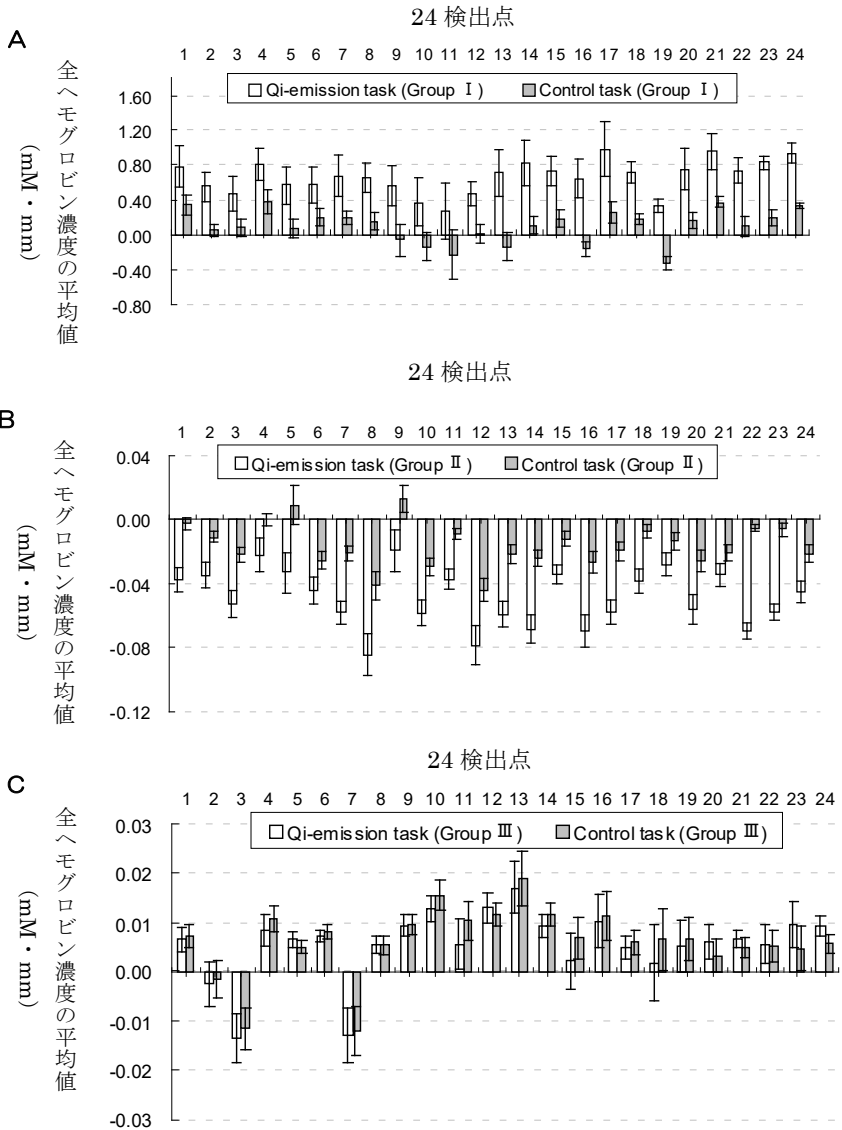 24 検出点
A
1 2 3 4 5 6 7 8 9 10 11 12 13 14 15 16 17 18 19 20 21 22 23 24
Qi-emission task (Group Ⅰ) Control task (Group Ⅰ)
全ヘモグロビン濃度の平均値
(mM・mm)
1.60
1.20
0.80
0.40
0.00
-0.40
-0.80
24 検出点
B
1 2 3 4 5 6 7 8 9 10 11 12 13 14 15 16 17 18 19 20 21 22 23 24
Qi-emission task (Group Ⅱ) Control task (Group Ⅱ)
全ヘモグロビン濃度の平均値
(mM・mm)
0.04
0.00
-0.04
-0.08
-0.12
24 検出点
C
1 2 3 4 5 6 7 8 9 10 11 12 13 14 15 16 17 18 19 20 21 22 23 24
Qi-emission task (Group Ⅲ) Control task (Group Ⅲ)
全ヘモグロビン濃度の平均値
(mM・mm)
0.03
0.02
0.01
0.00
-0.01
-0.02
-0.03